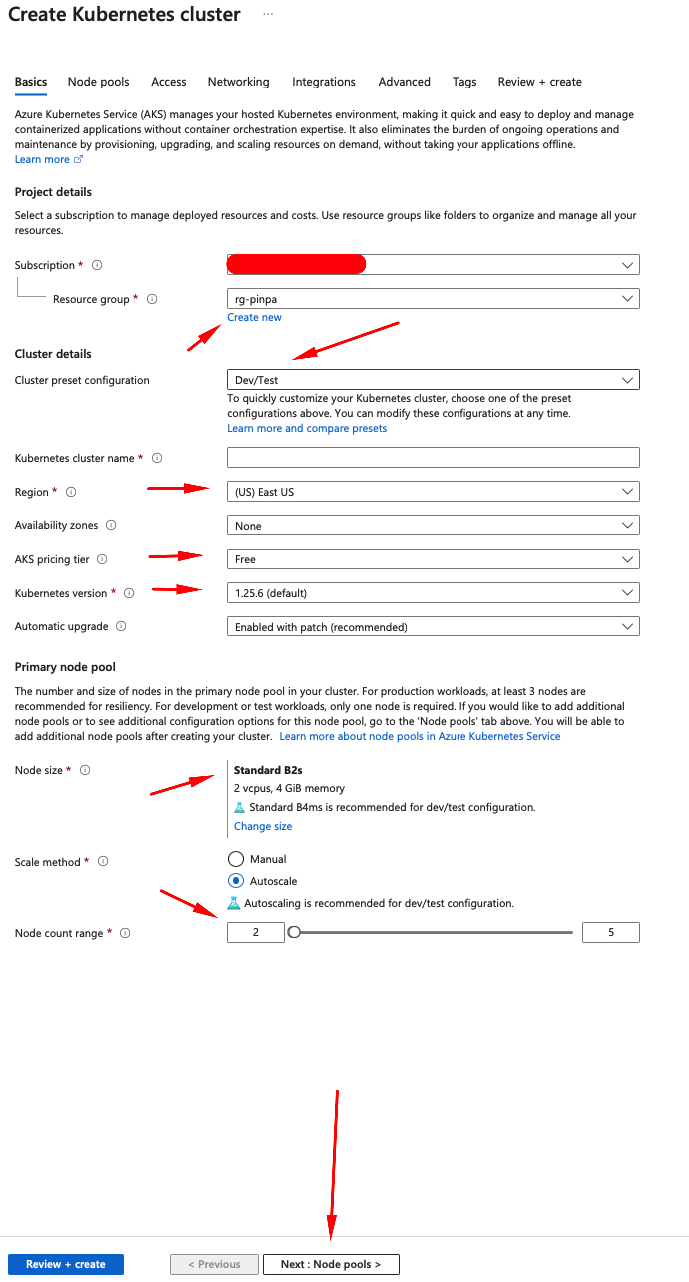 Create Kubernetes cluster ...
Basics Node pools Access Networking Integrations Advanced Tags Review + create
Azure Kubernetes Service (AKS) manages your hosted Kubernetes environment, making it quick and easy to deploy and manage
containerized applications without container orchestration expertise. It also eliminates the burden of ongoing operations and
maintenance by provisioning, upgrading, and scaling resources on demand, without taking your applications offline.
Learn more
Project details
Select a subscription to manage deployed resources and costs. Use resource groups like folders to organize and manage all your
resources.
Subscription *
Resource group * rg-pinpa
Create new
Cluster details
Cluster preset configuration Dev/Test
To quickly customize your Kubernetes cluster, choose one of the preset
configurations above. You can modify these configurations at any time.
Learn more and compare presets
Kubernetes cluster name *
Region * (US) East US
Availability zones None
AKS pricing tier Free
Kubernetes version * 1.25.6 (default)
Automatic upgrade Enabled with patch (recommended)
Primary node pool
The number and size of nodes in the primary node pool in your cluster. For production workloads, at least 3 nodes are
recommended for resiliency. For development or test workloads, only one node is required. If you would like to add additional
node pools or to see additional configuration options for this node pool, go to the 'Node pools' tab above. You will be able to
add additional node pools after creating your cluster. Learn more about node pools in Azure Kubernetes Service
Node size * Standard B2s
2 vcpus, 4 GiB memory
Standard B4ms is recommended for dev/test configuration.
Change size
Scale method * Manual
Autoscale
Autoscaling is recommended for dev/test configuration.
Node count range * 2 5
Review + create < Previous Next : Node pools >